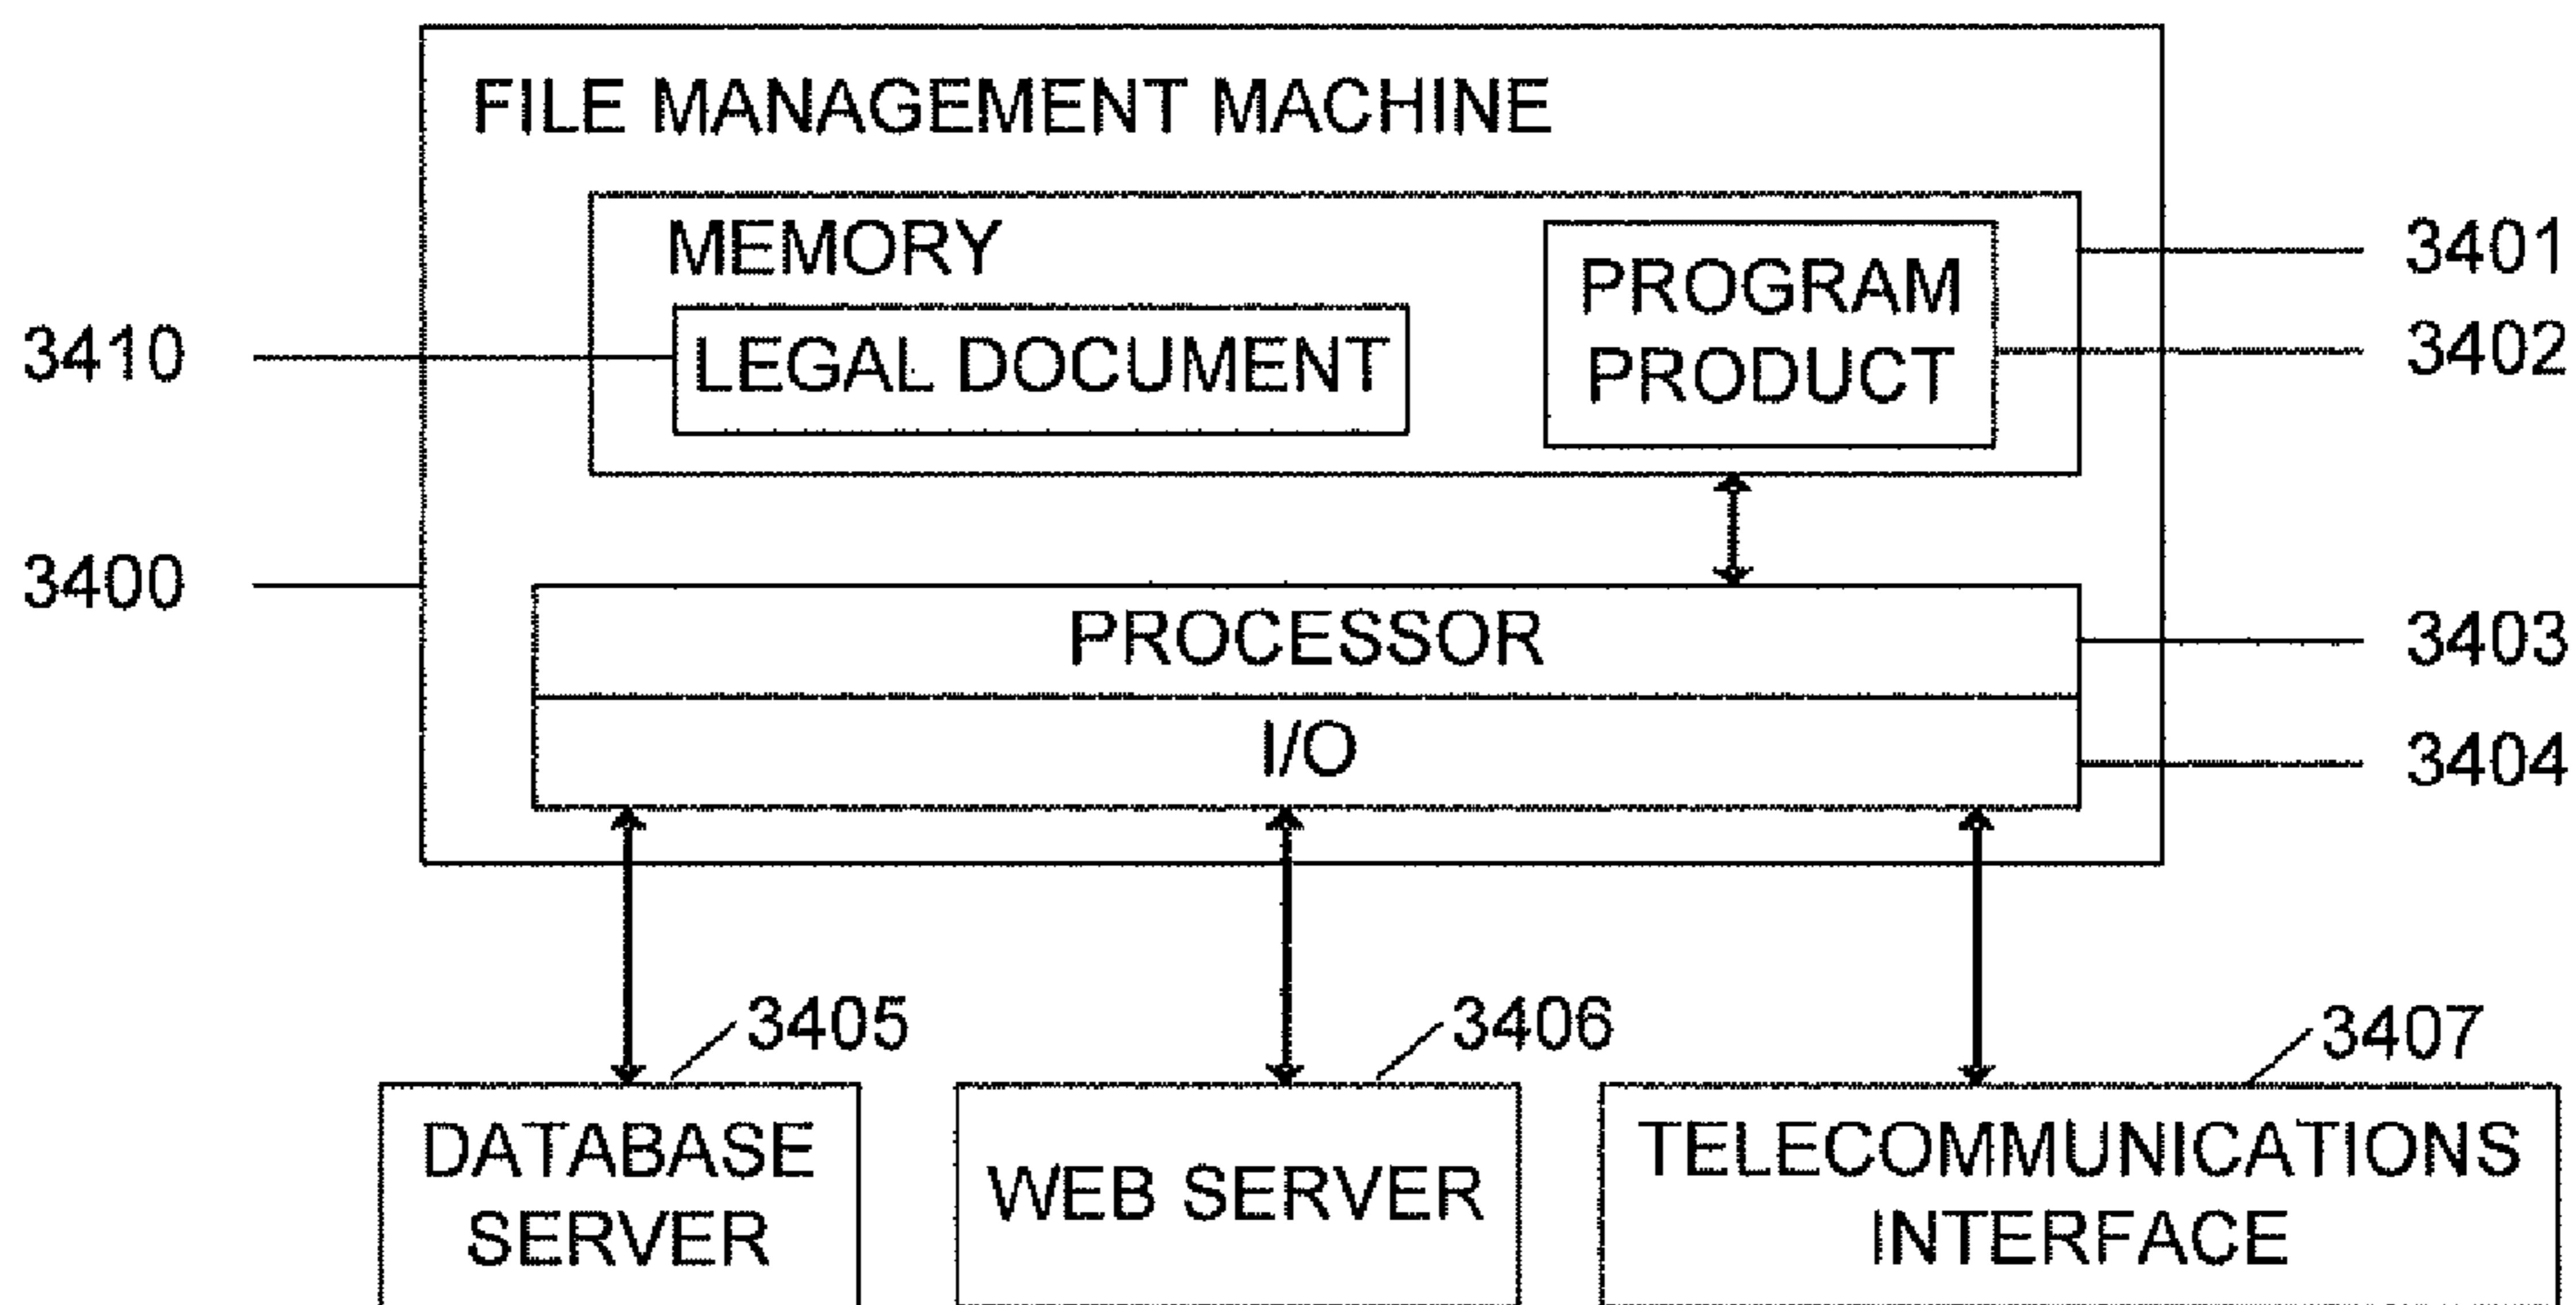 FILE MANAGEMENT MACHINE
MEMORY
PROGRAM
PRODUCT
LEGAL DOCUMENT
3401
3402
3410
3400
PROCESSOR
3403
I/O
3404
3405
3406
3407
DATABASE
SERVER
WEB SERVER
TELECOMMUNICATIONS
INTERFACE